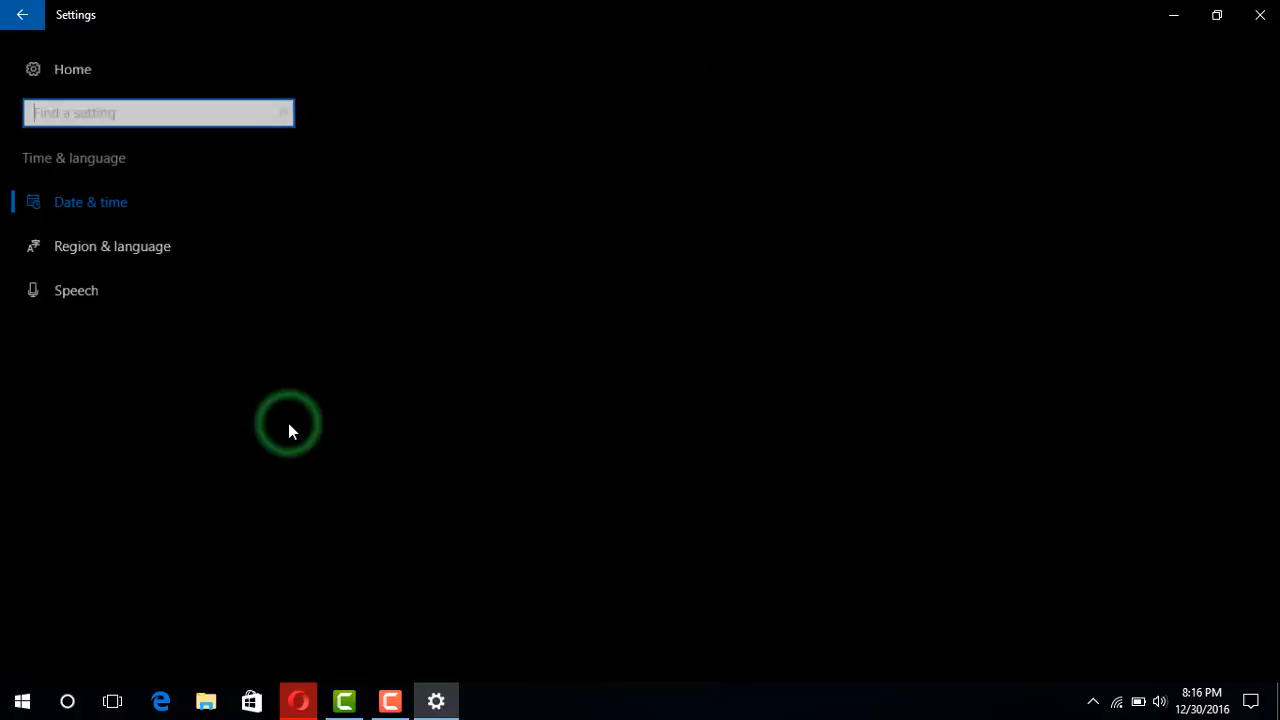 Settings
Home
Find a setting
Time & language
Date & time
Region & language
Speech
8:16 PM
12/30/2016